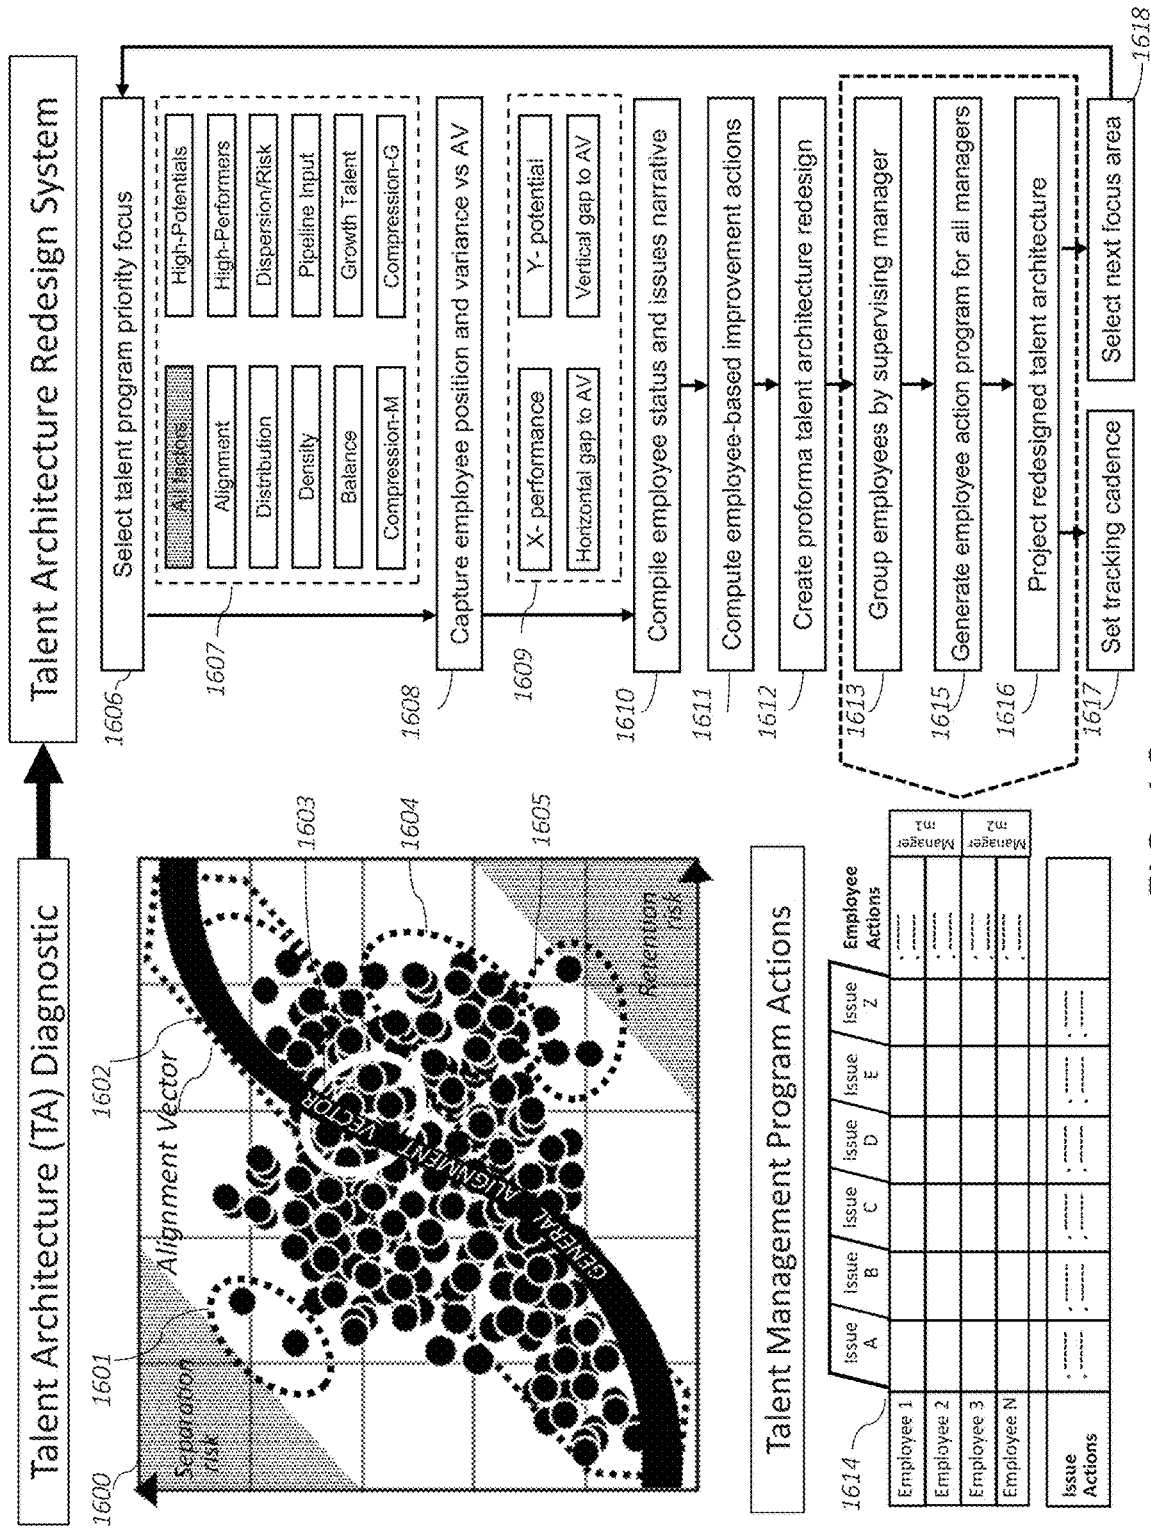 Talent Architecture (TA) Diagnostic
Talent Architecture Redesign System
1600
1601
1602
Separation
risk
Alignment Vector
GENERAL ALIGNMENT VECTOR
Retention
risk
1603
1604
1605
1606
Select talent program priority focus
1607
All factors
High-Potentials
Alignment
High-Performers
Distribution
Dispersion/Risk
Density
Pipeline Input
Balance
Growth Talent
Compression-M
Compression-G
1608
Capture employee position and variance vs AV
1609
X- performance
Y- potential
Horizontal gap to AV
Vertical gap to AV
1610
Compile employee status and issues narrative
1611
Compute employee-based improvement actions
1612
Create proforma talent architecture redesign
1613
Group employees by supervising manager
1615
Generate employee action program for all managers
1616
Project redesigned talent architecture
1617
Set tracking cadence
Select next focus area
1618
Talent Management Program Actions
1614
Issue A
Issue B
Issue C
Issue D
Issue E
Issue Z
Employee Actions
Employee 1
Employee 2
Employee 3
Employee N
Manager m1
Manager m2
Issue
Actions